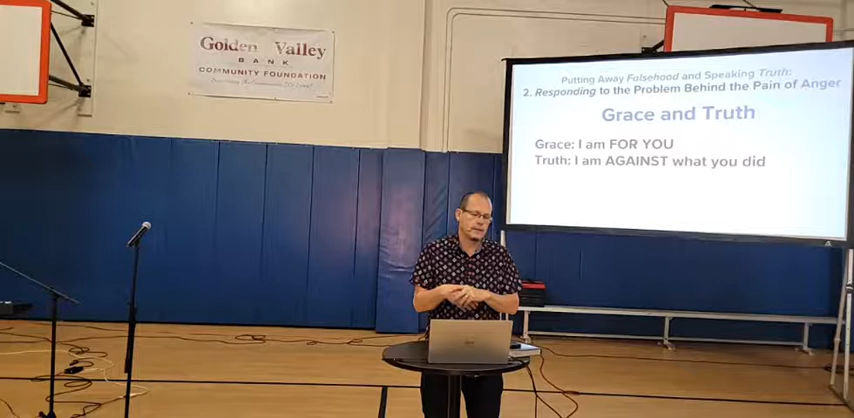 Golden Valley
BANK
COMMUNITY FOUNDATION
Putting Away Falsehood and Speaking Truth:
2. Responding to the Problem Behind the Pain of Anger
Grace and Truth
Grace: I am FOR YOU
Truth: I am AGAINST what you did